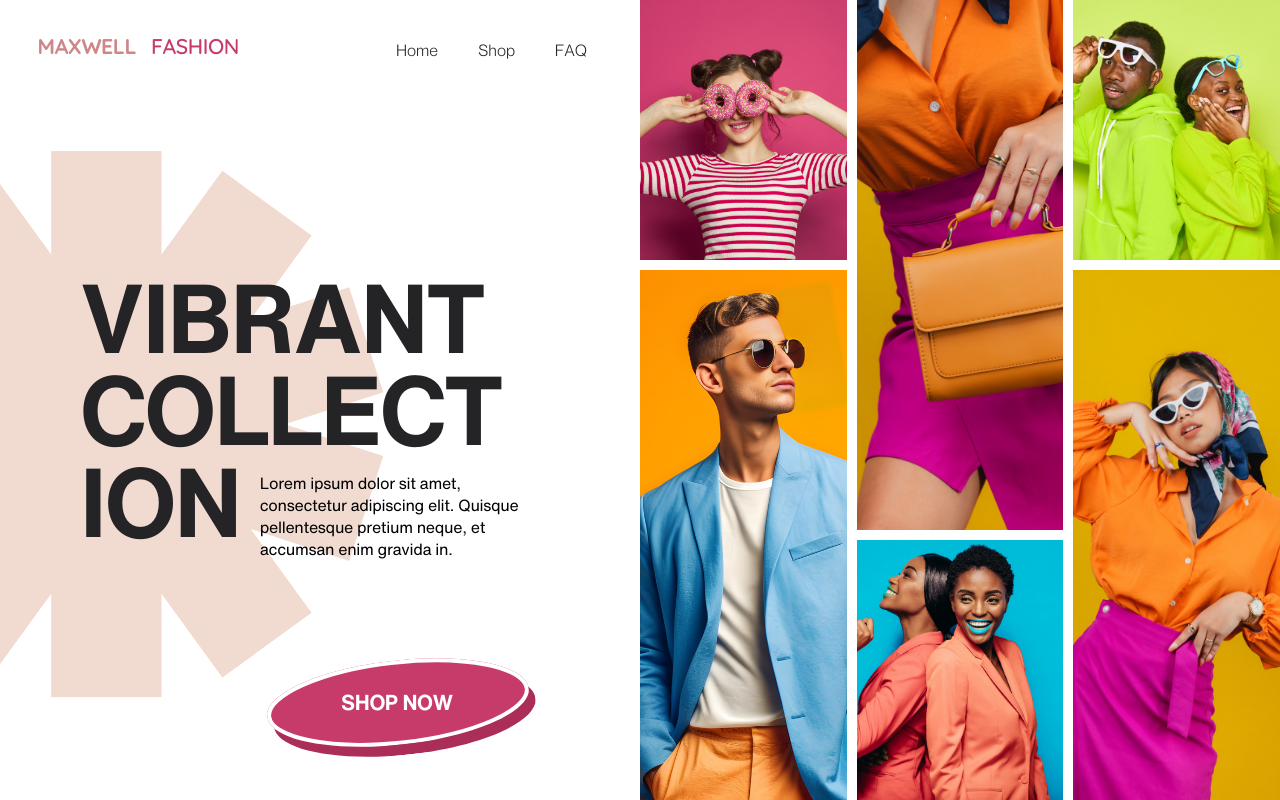 MAXWELL FASHION
Home Shop FAQ
VIBRANT
COLLECT
ION
Lorem ipsum dolor sit amet,
consectetur adipiscing elit. Quisque
pellentesque pretium neque, et
accumsan enim gravida in.
SHOP NOW